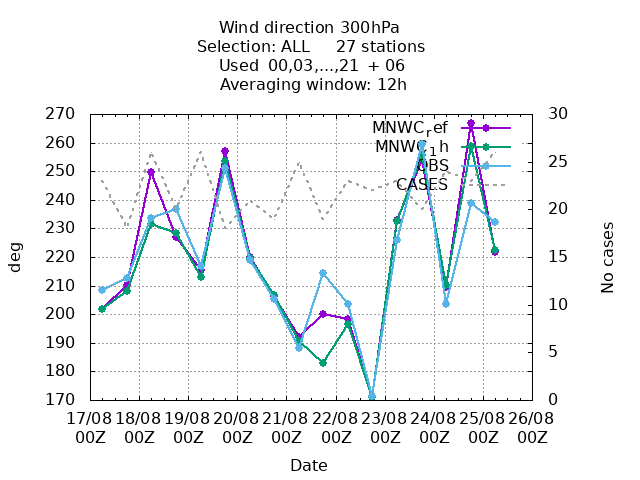 Wind direction 300hPa
Selection: ALL 27 stations
Used 00,03,...,21 + 06
Averaging window: 12h
270
260
250
240
230
220
210
200
190
180
170
deg
30
25
20
15
10
5
0
No cases
MNWCref
MNWC1h
OBS
CASES
17/08 18/08 19/08 20/08 21/08 22/08 23/08 24/08 25/08 26/08
00Z 00Z 00Z 00Z 00Z 00Z 00Z 00Z 00Z 00Z
Date